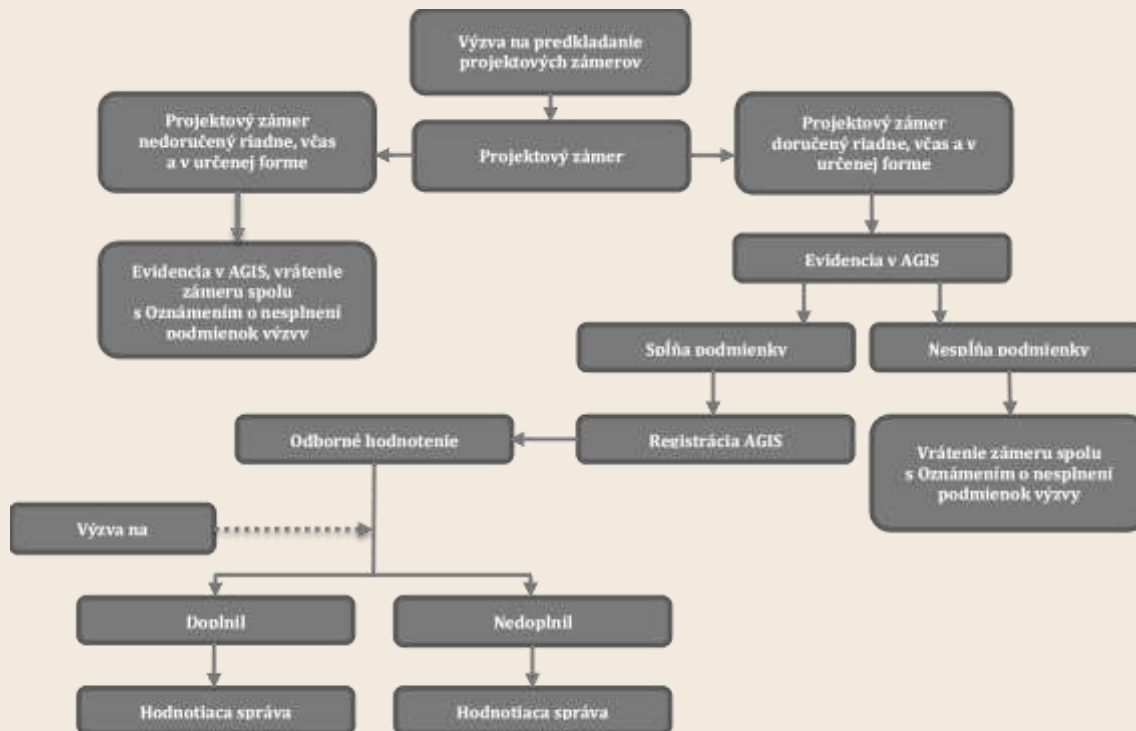 Výzva na predkladanie
projektových zámerov
Projektový zámer
nedoručený riadne, včas
a v určenej forme
Projektový zámer
Projektový zámer
doručený riadne, včas a v
určenej forme
Evidencia v AGIS, vrátenie
zámeru spolu
s Oznámením o nesplnení
podmienok výzvy
Evidencia v AGIS
Spĺňa podmienky
Nespĺňa podmienky
Odborné hodnotenie
Registrácia AGIS
Vrátenie zámeru spolu
s Oznámením o nesplnení
podmienok výzvy
Výzva na
Doplnil
Nedoplnil
Hodnotiaca správa
Hodnotiaca správa